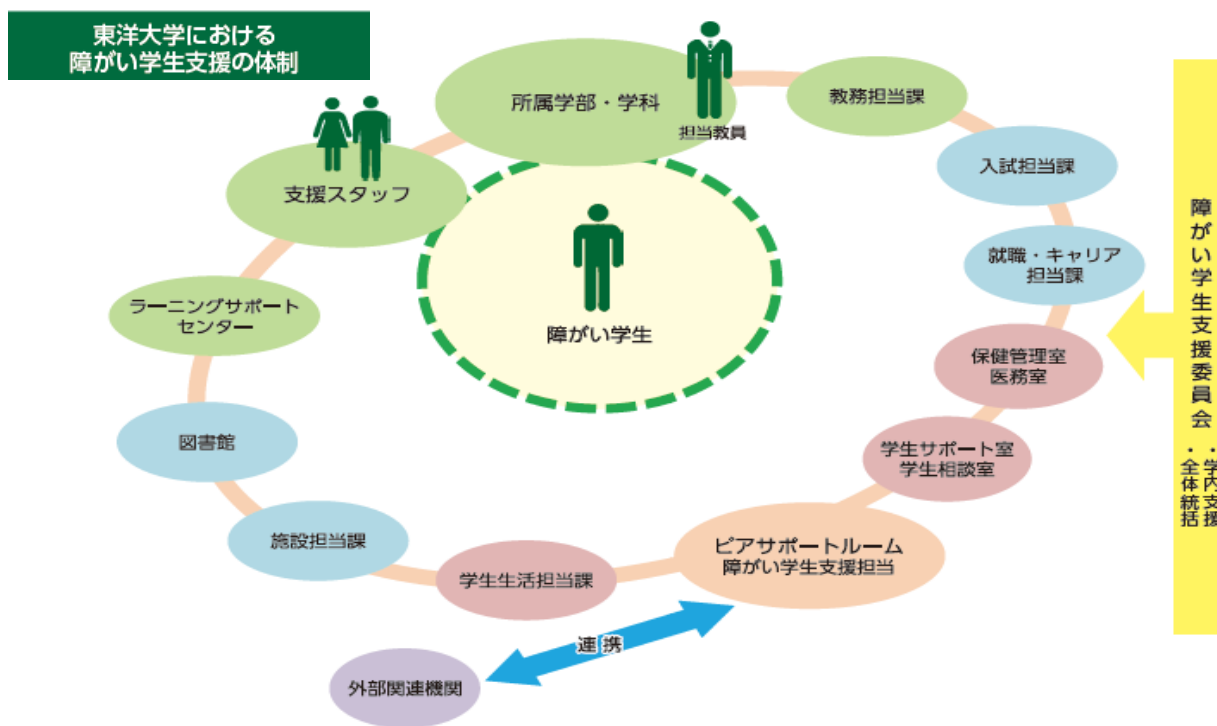 東洋大学における
障がい学生支援の体制
所属学部・学科
担当教員
教務担当課
支援スタッフ
入試担当課
障がい学生
就職・キャリア
担当課
ラーニングサポート
センター
保健管理室
医務室
図書館
学生サポート室
学生相談室
施設担当課
ピアサポートルーム
障がい学生支援担当
学生生活担当課
連携
外部関連機関
障がい学生支援委員会
・学内支援
・全体統括